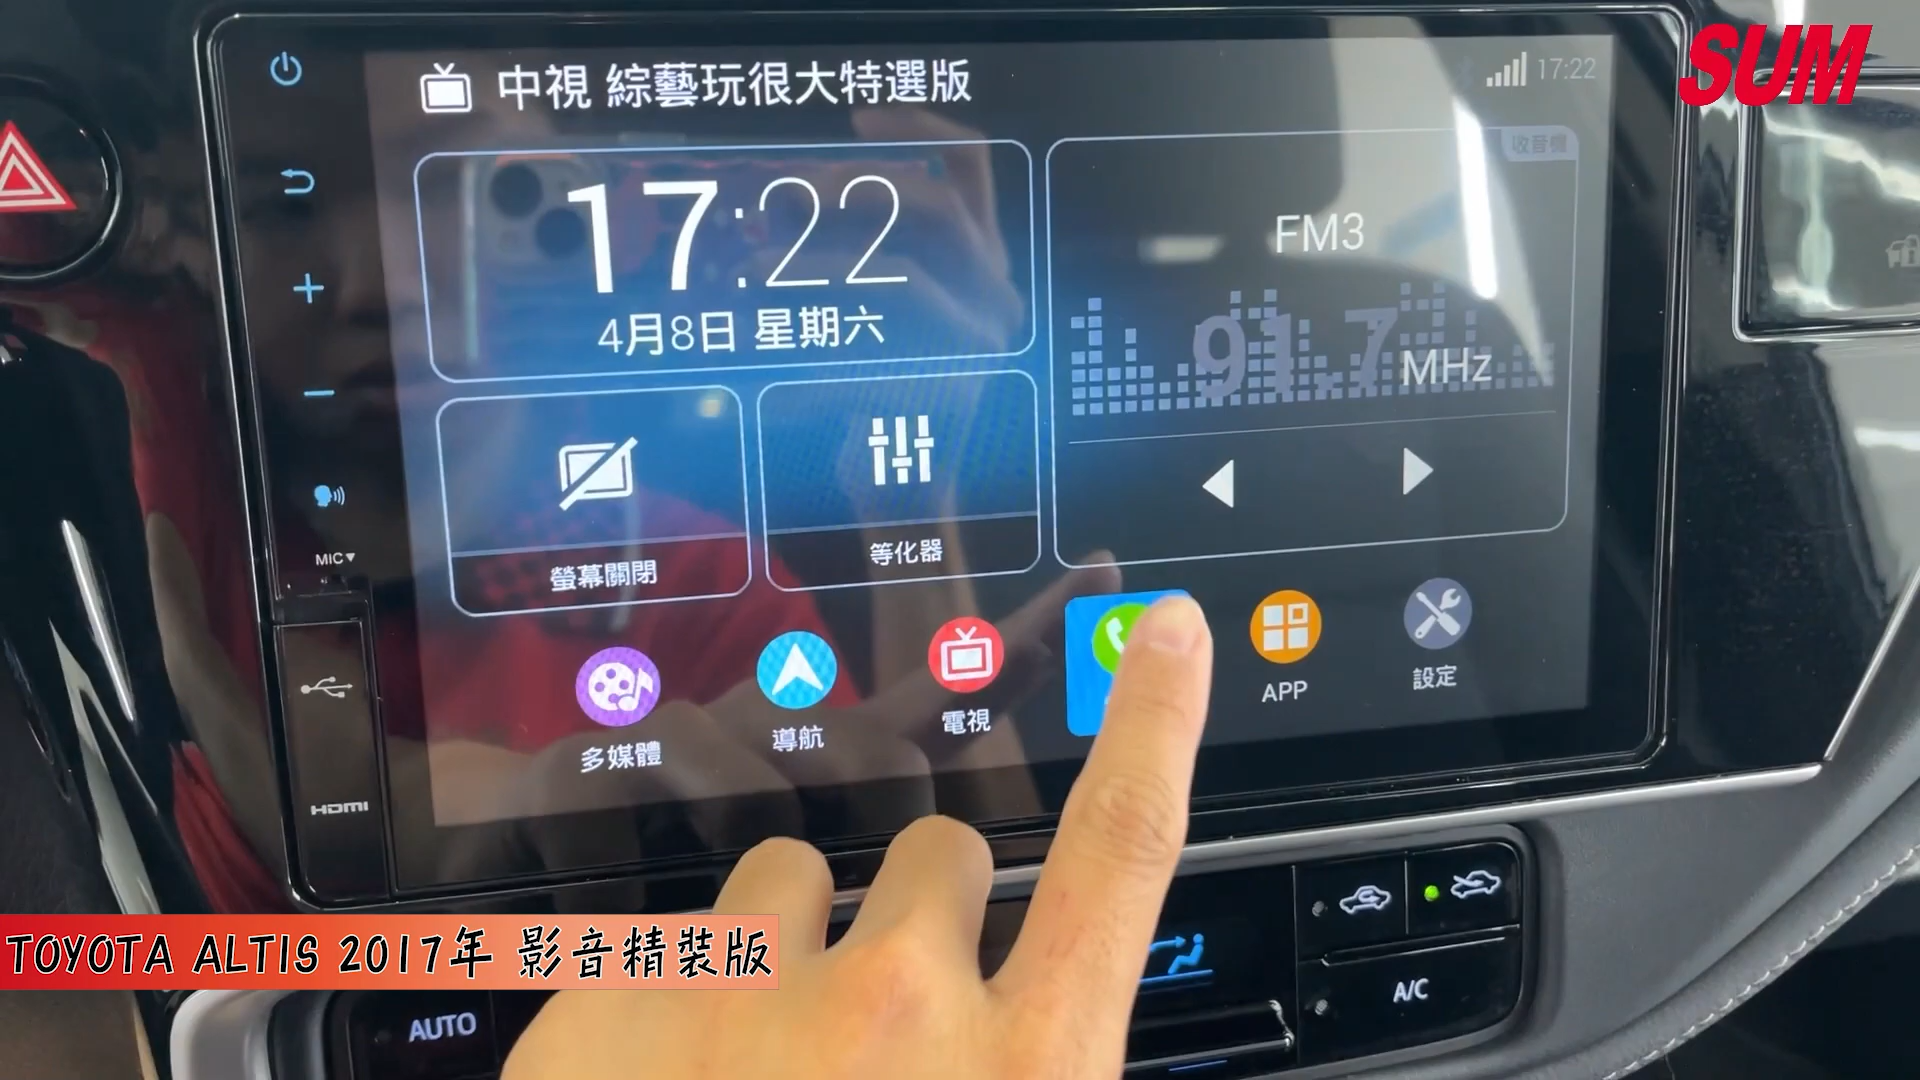 SUM
中視 綜藝玩很大特選版
17:22
收音機
17:22
4月8日 星期六
FM3
91.7 MHz
螢幕關閉
等化器
MIC
多媒體
導航
電視
APP
設定
HDMI
TOYOTA ALTIS 2017年 影音精裝版
AUTO
A/C